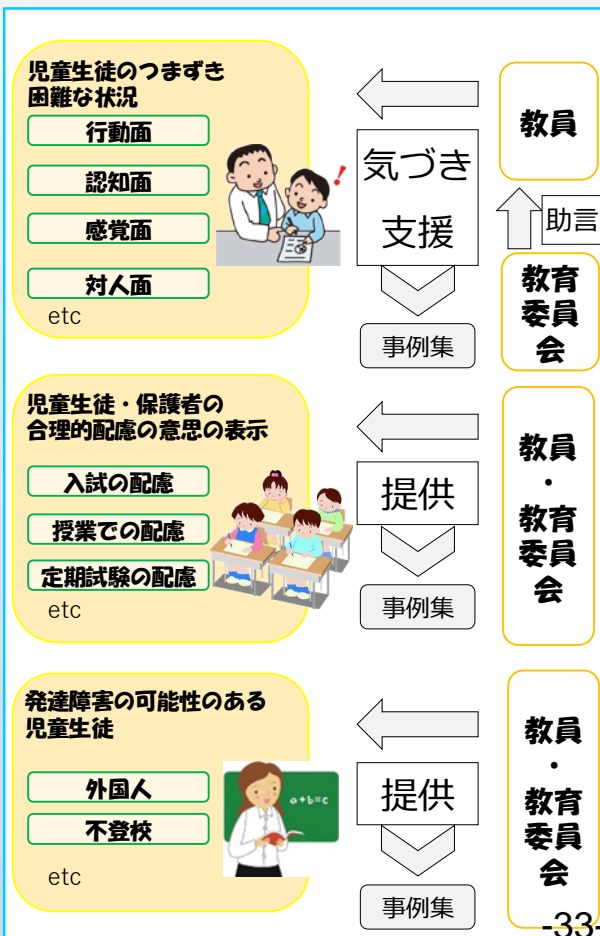 児童生徒のつまずき
困難な状況
行動面
認知面
感覚面
対人面
etc
!
気づき
支援
事例集
教員
助言
教育
委員
会
児童生徒・保護者の
合理的配慮の意思の表示
入試の配慮
授業での配慮
定期試験の配慮
etc
提供
事例集
教員
・
教育
委員
会
発達障害の可能性のある
児童生徒
外国人
不登校
etc
a+b=c
提供
事例集
教員
・
教育
委員
会
-33-